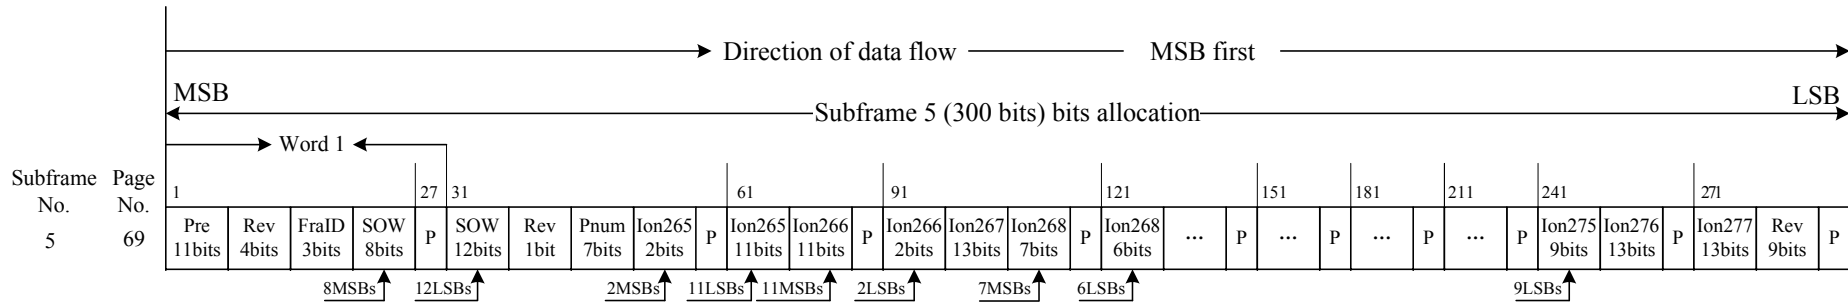 Direction of data flow MSB first
MSB LSB
Subframe 5 (300 bits) bits allocation
Word 1
Subframe Page
No. No.
1 27 31 61 91 121 151 181 211 241 271
5 69
Pre Rev FraID SOW P SOW Rev Pnum Ion265 P Ion265 Ion266 P Ion266 Ion267 Ion268 P Ion268 ... P ... P ... P ... P Ion275 Ion276 P Ion277 Rev P
11bits 4bits 3bits 8bits 12bits 1bit 7bits 2bits 11bits 11bits 2bits 13bits 7bits 6bits 9bits 13bits 13bits 9bits
8MSBs 12LSBs 2MSBs 11LSBs 11MSBs 2LSBs 7MSBs 6LSBs 9LSBs